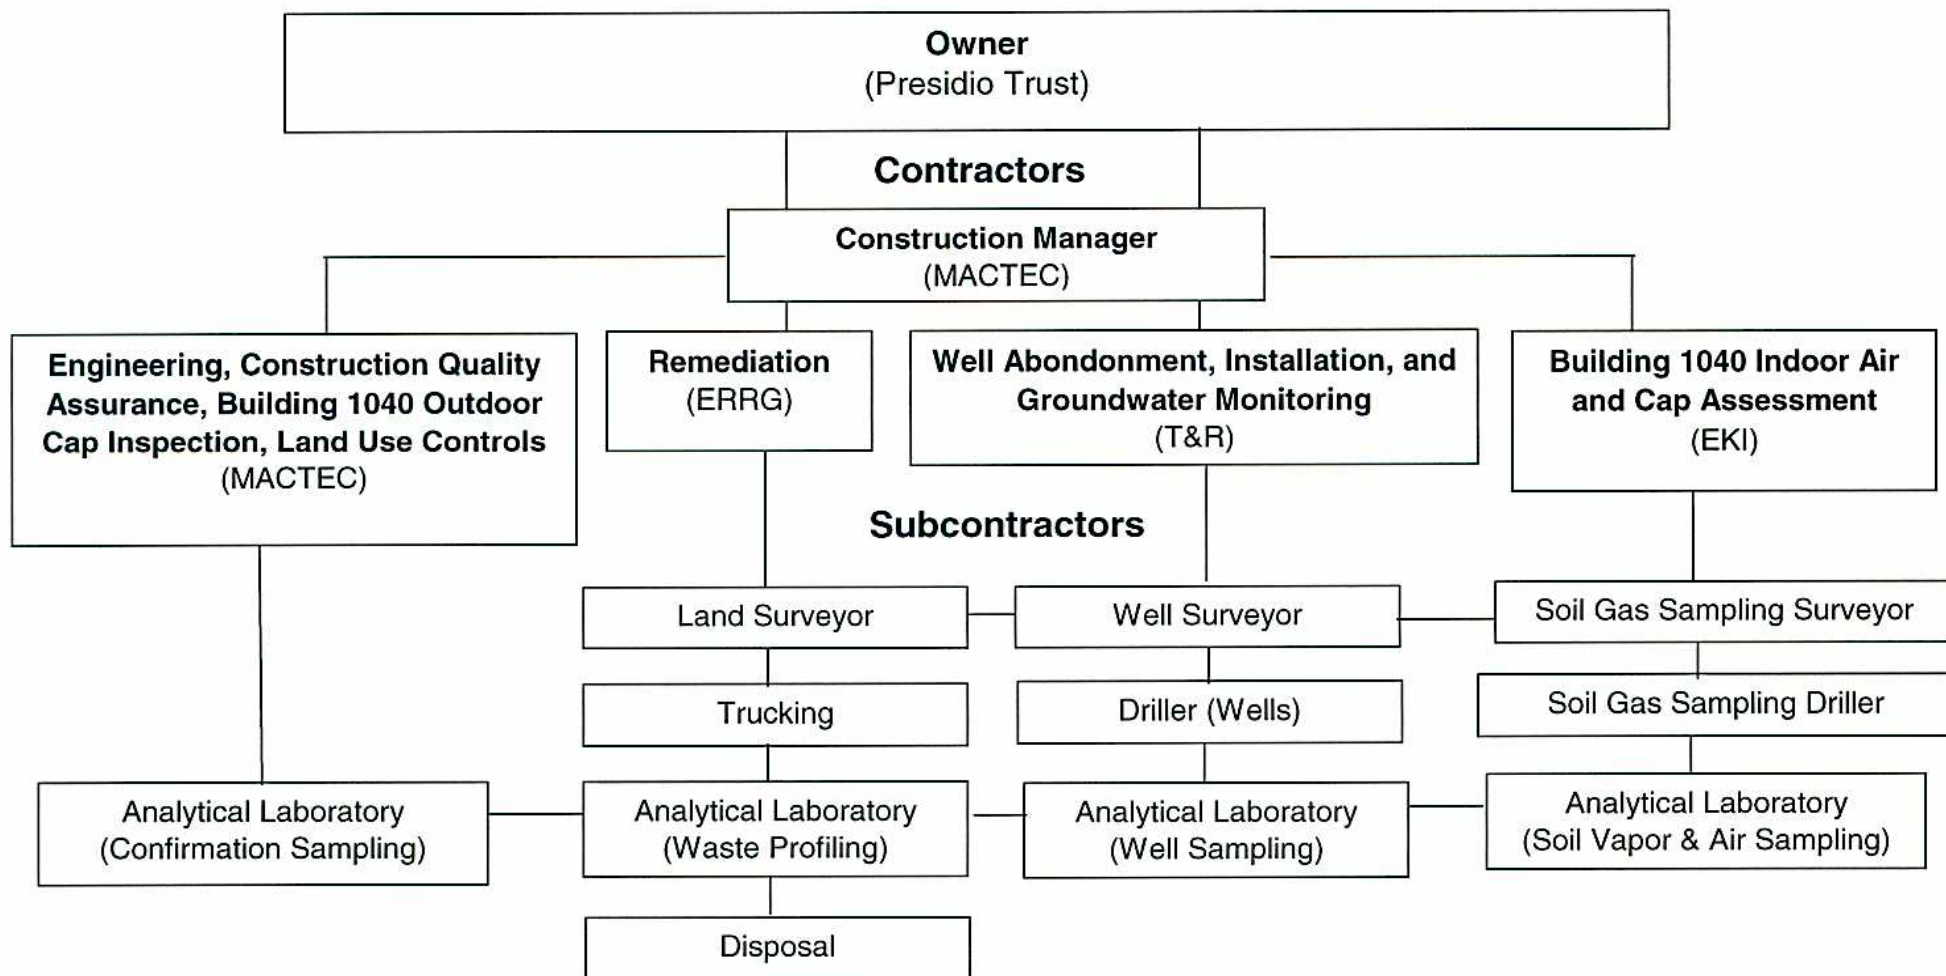 Owner
(Presidio Trust)
Contractors
Construction Manager
(MACTEC)
Engineering, Construction Quality
Assurance, Building 1040 Outdoor
Cap Inspection, Land Use Controls
(MACTEC)
Remediation
(ERRG)
Well Abondonment, Installation, and
Groundwater Monitoring
(T&R)
Building 1040 Indoor Air
and Cap Assessment
(EKI)
Subcontractors
Land Surveyor
Well Surveyor
Soil Gas Sampling Surveyor
Trucking
Driller (Wells)
Soil Gas Sampling Driller
Analytical Laboratory
(Confirmation Sampling)
Analytical Laboratory
(Waste Profiling)
Analytical Laboratory
(Well Sampling)
Analytical Laboratory
(Soil Vapor & Air Sampling)
Disposal